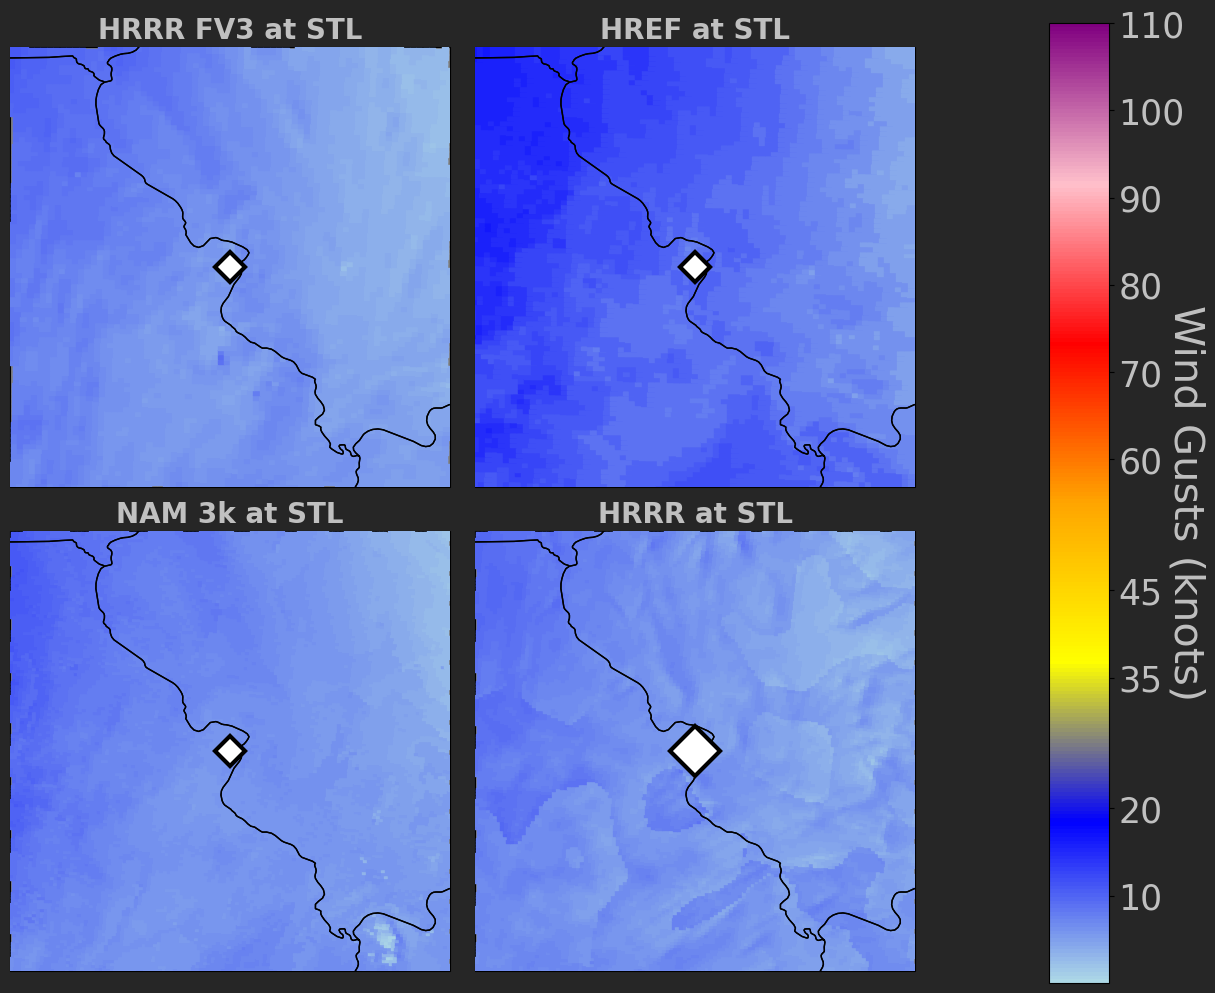 HRRR FV3 at STL
HREF at STL
NAM 3k at STL
HRRR at STL
110
100
90
80
70
60
45
35
20
10
Wind Gusts (knots)